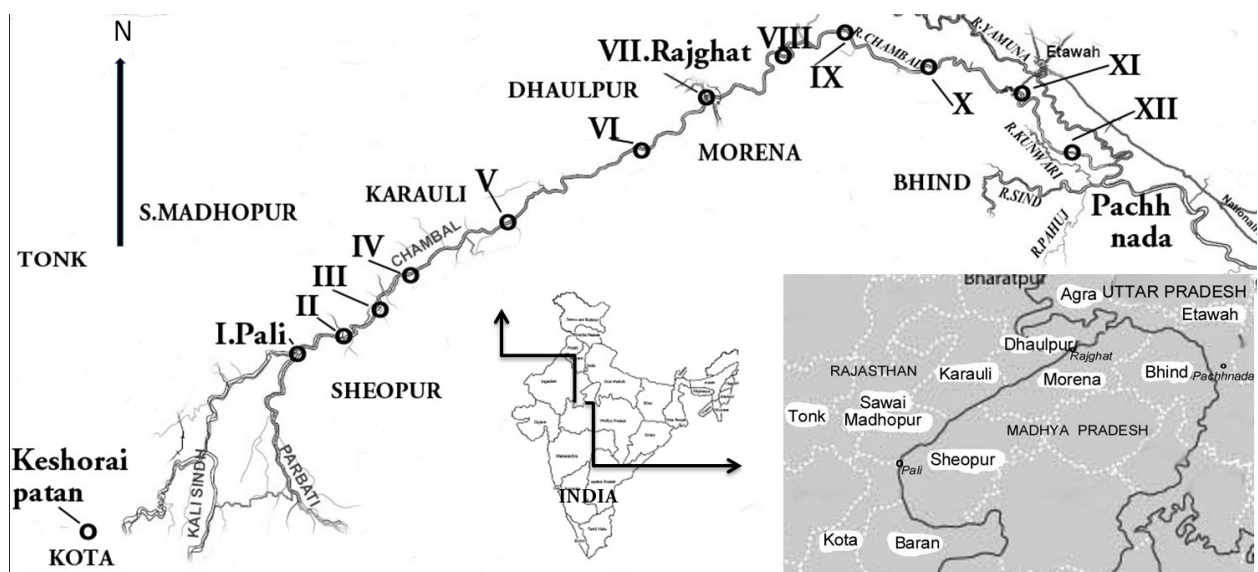 N
VII.Rajghat
VIII
IX
R.CHAMBAL
R.YAMUNA
Etawah
XI
X
XII
DHAULPUR
VI
MORENA
R.KUNWARI
BHIND
R.SIND
Pachh
nada
R.PAHUJ
S.MADHOPUR
KARAULI
V
TONK
CHAMBAL
IV
III
II
I.Pali
SHEOPUR
Keshorai
patan
KOTA
KALI SINDH
PARBATI
INDIA
Bharatpur
Agra
UTTAR PRADESH
Etawah
Dhaulpur
Rajghat
RAJASTHAN
Karauli
Morena
Bhind
Pachhnada
Tonk
Sawai
Madhopur
MADHYA PRADESH
Pali
Sheopur
Kota
Baran